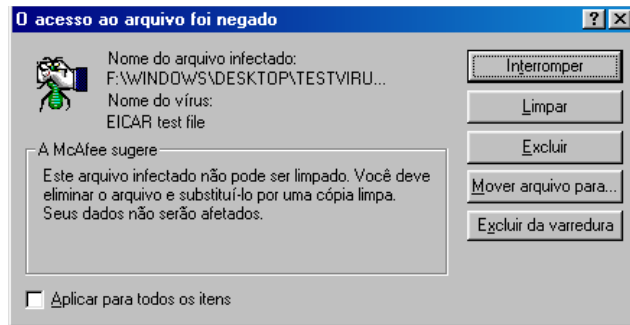 O acesso ao arquivo foi negado
Nome do arquivo infectado:
F:\WINDOWS\DESKTOP\TESTVIRU...
Nome do vírus:
EICAR test file
A McAfee sugere
Este arquivo infectado não pode ser limpado. Você deve
eliminar o arquivo e substituí-lo por uma cópia limpa.
Seus dados não serão afetados.
Aplicar para todos os itens
Interromper
Limpar
Excluir
Mover arquivo para...
Excluir da varredura